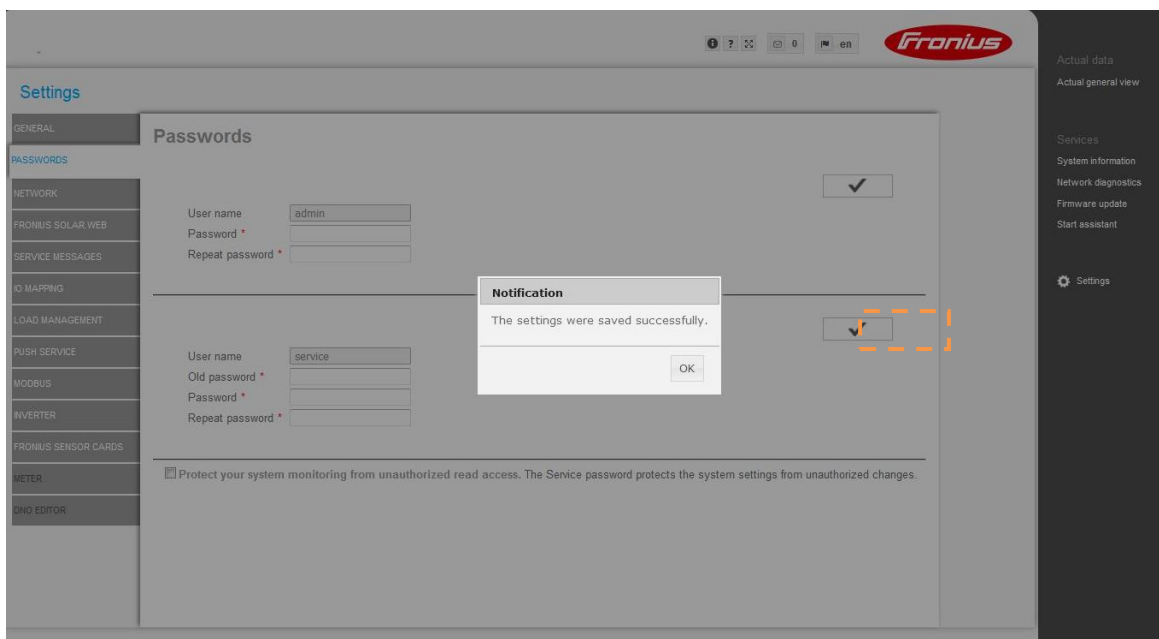 0
en
Fronius
Settings
GENERAL
PASSWORDS
NETWORK
FRONIUS SOLAR.WEB
SERVICE MESSAGES
IO MAPPING
LOAD MANAGEMENT
PUSH SERVICE
MODBUS
INVERTER
FRONIUS SENSOR CARDS
METER
DNO EDITOR
Passwords
User name admin
Password *
Repeat password *
User name service
Old password *
Password *
Repeat password *
Protect your system monitoring from unauthorized read access. The Service password protects the system settings from unauthorized changes.
Notification
The settings were saved successfully.
OK
Actual data
Actual general view
Services
System information
Network diagnostics
Firmware update
Start assistant
Settings